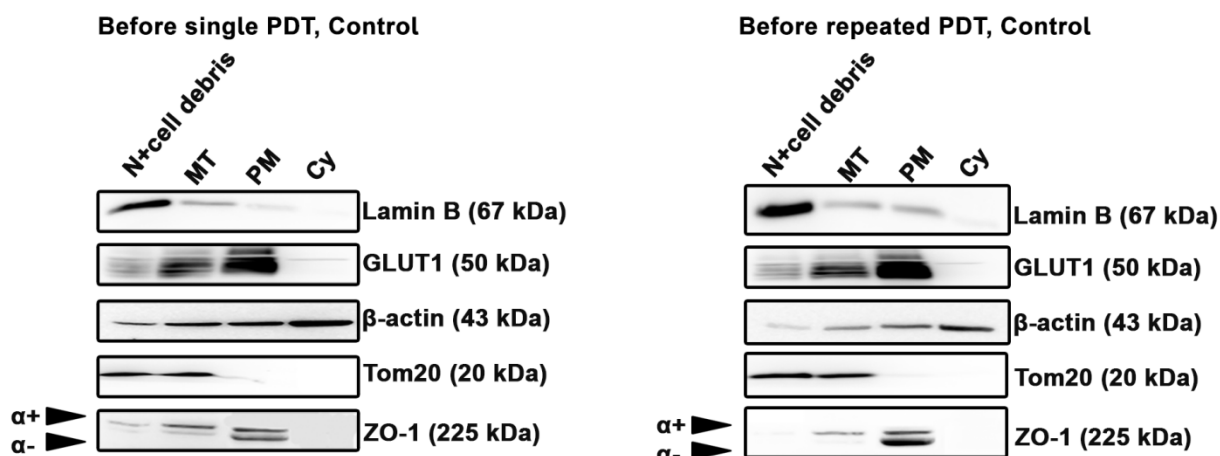 Before single PDT, Control
N+cell debris
MT
PM
Cy
Lamin B (67 kDa)
GLUT1 (50 kDa)
β-actin (43 kDa)
Tom20 (20 kDa)
α+
α-
ZO-1 (225 kDa)
Before repeated PDT, Control
N+cell debris
MT
PM
Cy
Lamin B (67 kDa)
GLUT1 (50 kDa)
β-actin (43 kDa)
Tom20 (20 kDa)
α+
α-
ZO-1 (225 kDa)